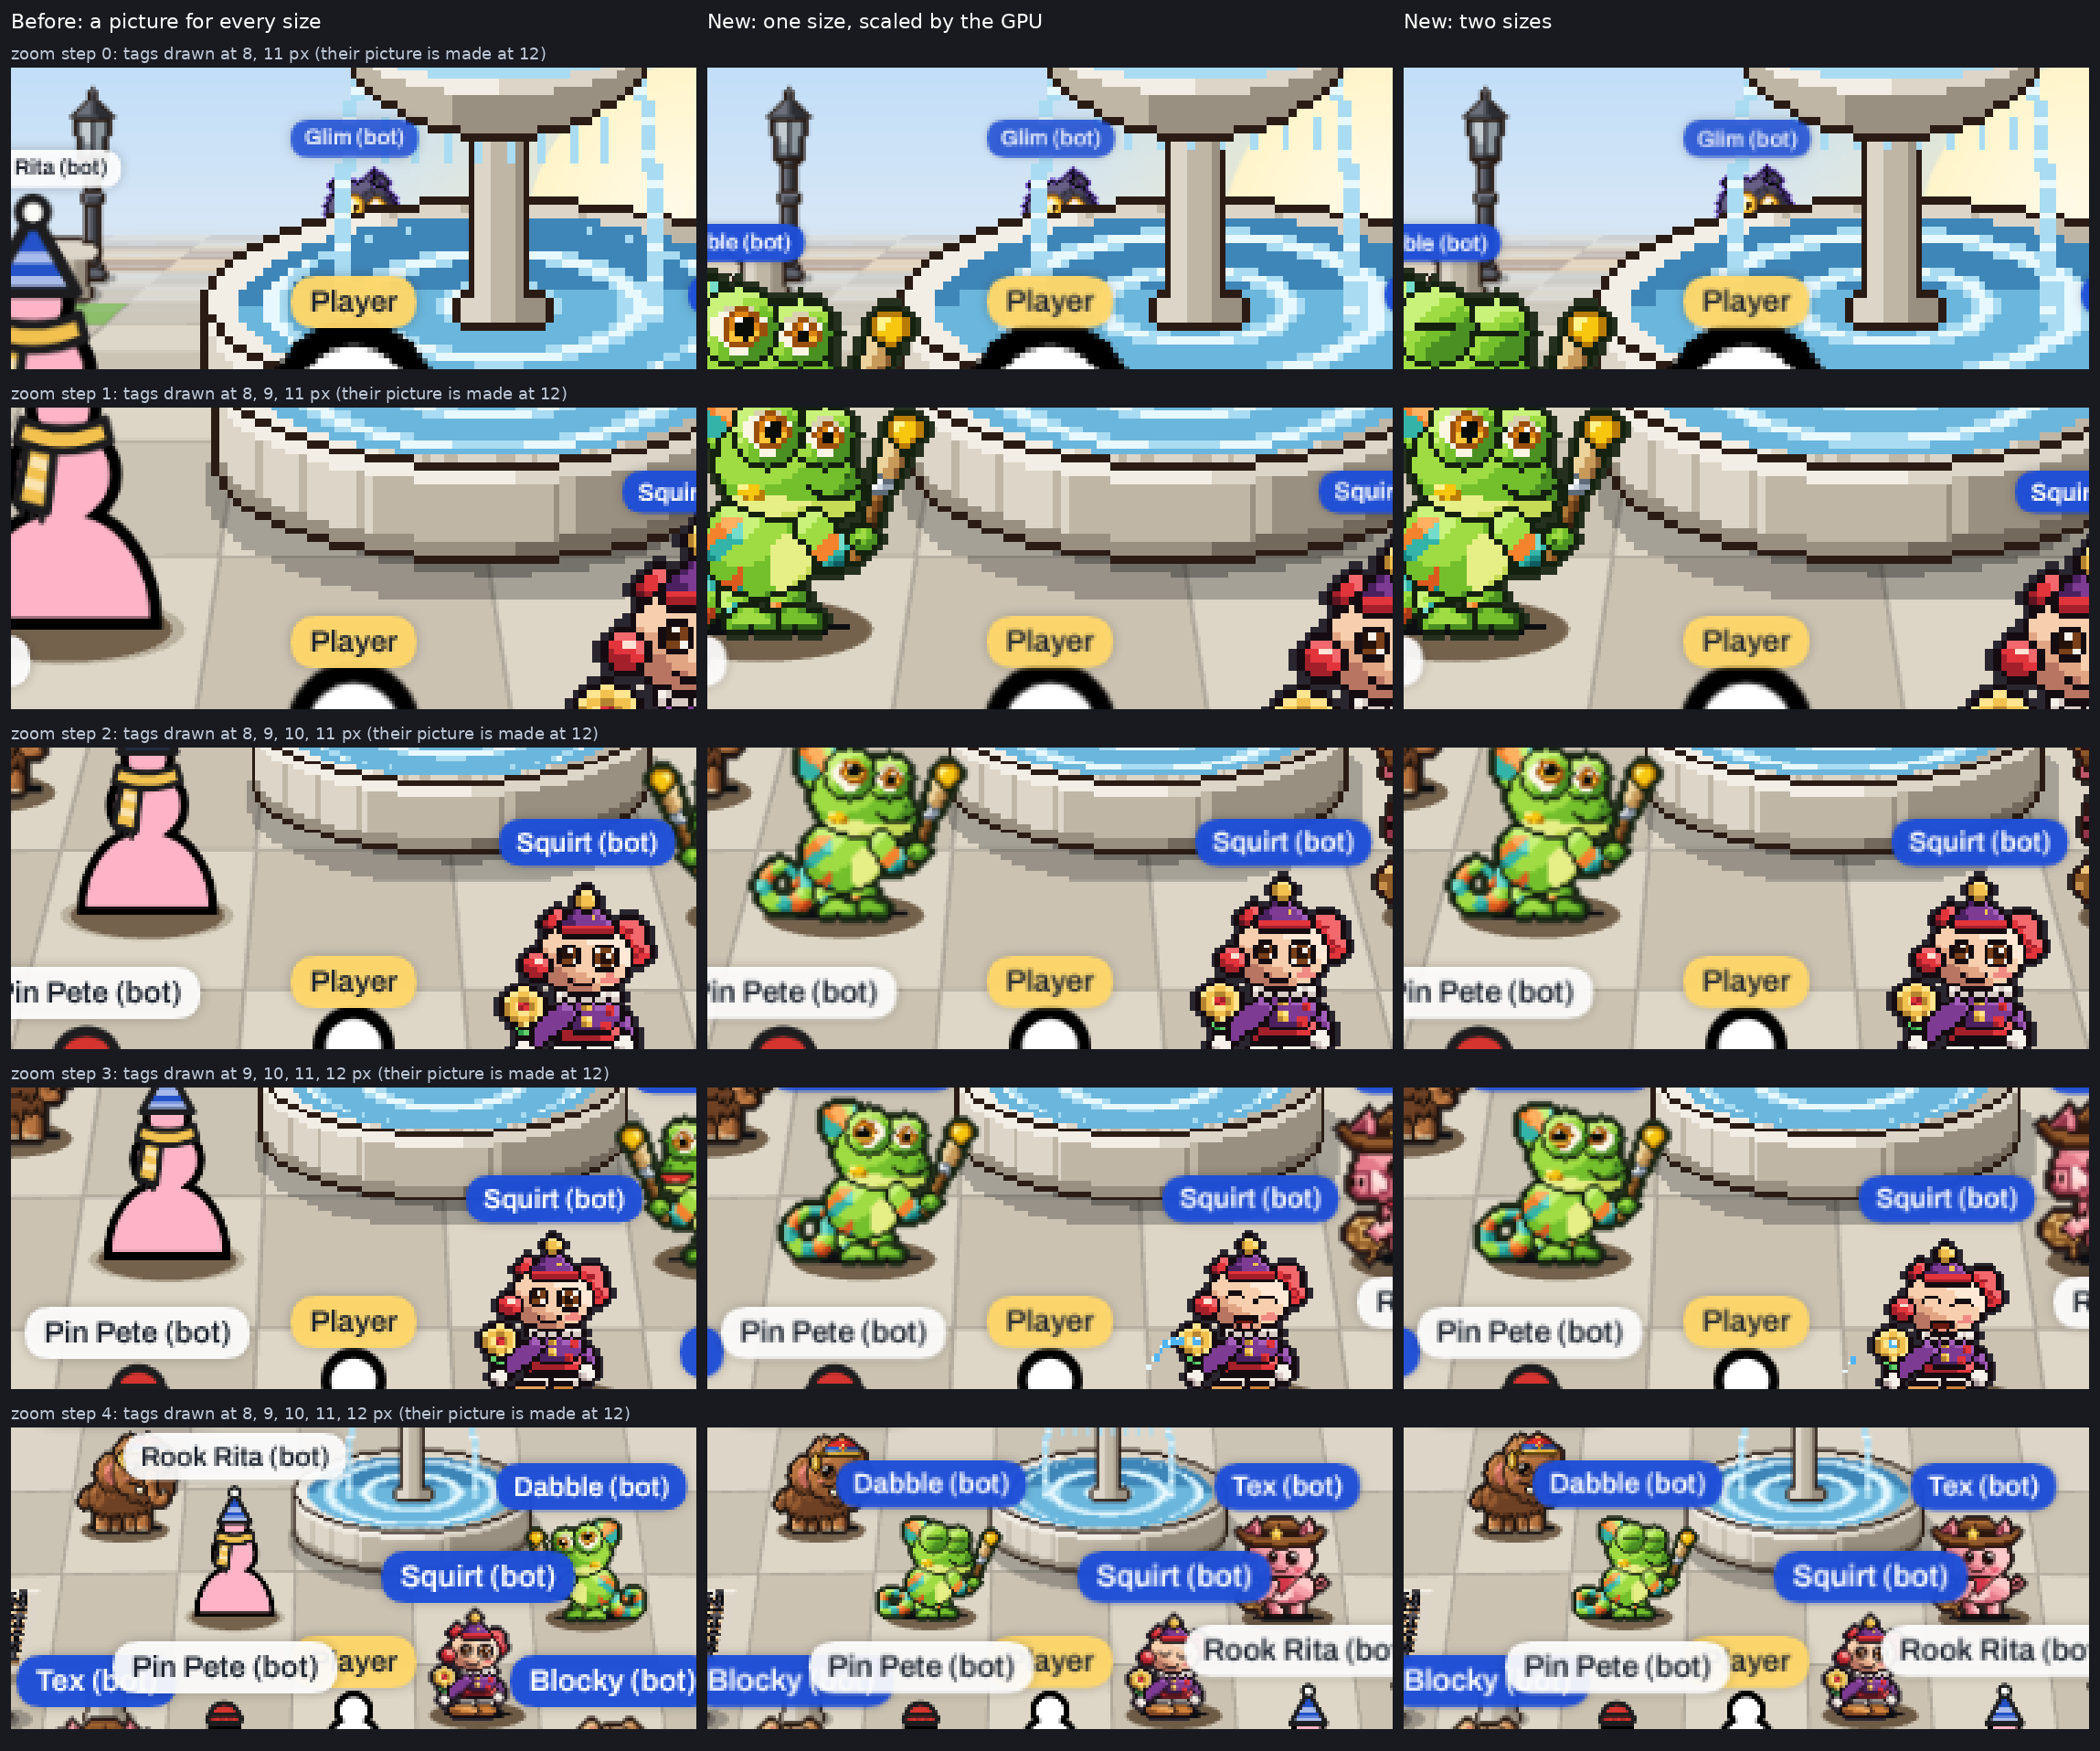 Before: a picture for every size
New: one size, scaled by the GPU
New: two sizes
zoom step 0: tags drawn at 8, 11 px (their picture is made at 12)
Glim (bot)
Glim (bot)
Glim (bot)
Rita (bot)
ble (bot)
ble (bot)
Player
Player
Player
zoom step 1: tags drawn at 8, 9, 11 px (their picture is made at 12)
Squir
Squir
Squir
Player
Player
Player
zoom step 2: tags drawn at 8, 9, 10, 11 px (their picture is made at 12)
Squirt (bot)
Squirt (bot)
Squirt (bot)
in Pete (bot)
Player
in Pete (bot)
Player
in Pete (bot)
Player
zoom step 3: tags drawn at 9, 10, 11, 12 px (their picture is made at 12)
Squirt (bot)
Squirt (bot)
Squirt (bot)
R
R
Pin Pete (bot)
Player
Pin Pete (bot)
Player
Pin Pete (bot)
Player
zoom step 4: tags drawn at 8, 9, 10, 11, 12 px (their picture is made at 12)
Rook Rita (bot)
Dabble (bot)
Dabble (bot)
Tex (bot)
Dabble (bot)
Tex (bot)
Squirt (bot)
Squirt (bot)
Squirt (bot)
Rook Rita (bo
Rook Rita (bo
Tex (b
Pin Pete (bot)
ayer
Blocky (bot)
Blocky
Pin Pete (bot)
ayer
Blocky
Pin Pete (bot)
ayer